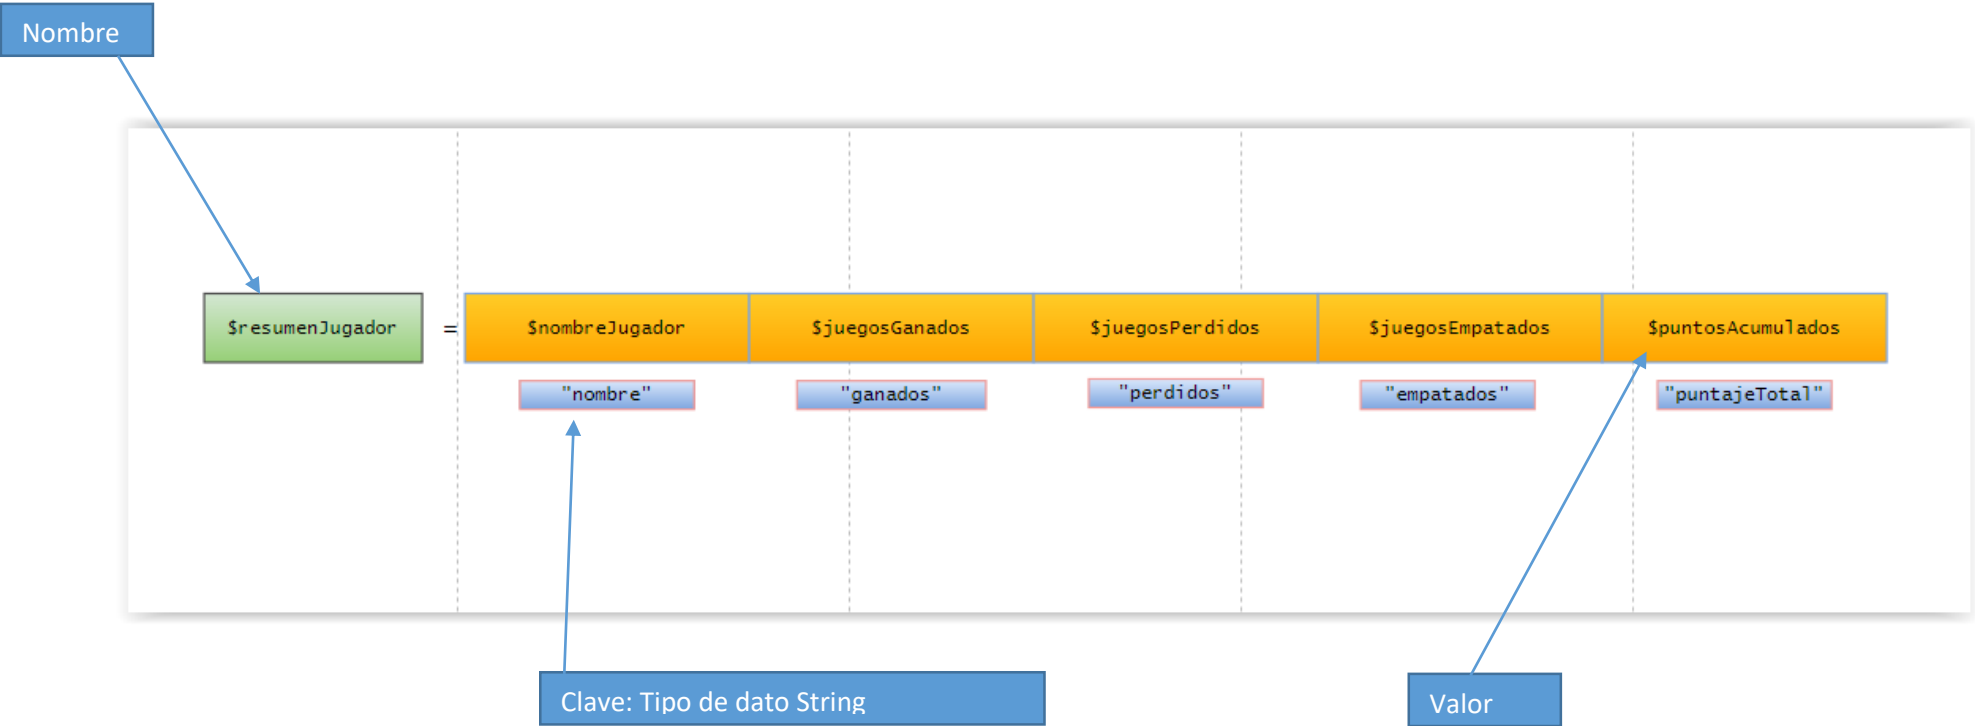 Nombre
$resumenJugador = $nombreJugador $juegosGanados $juegosPerdidos $juegosEmpatados $puntosAcumulados
"nombre" "ganados" "perdidos" "empatados" "puntajeTotal"
Clave: Tipo de dato String
Valor